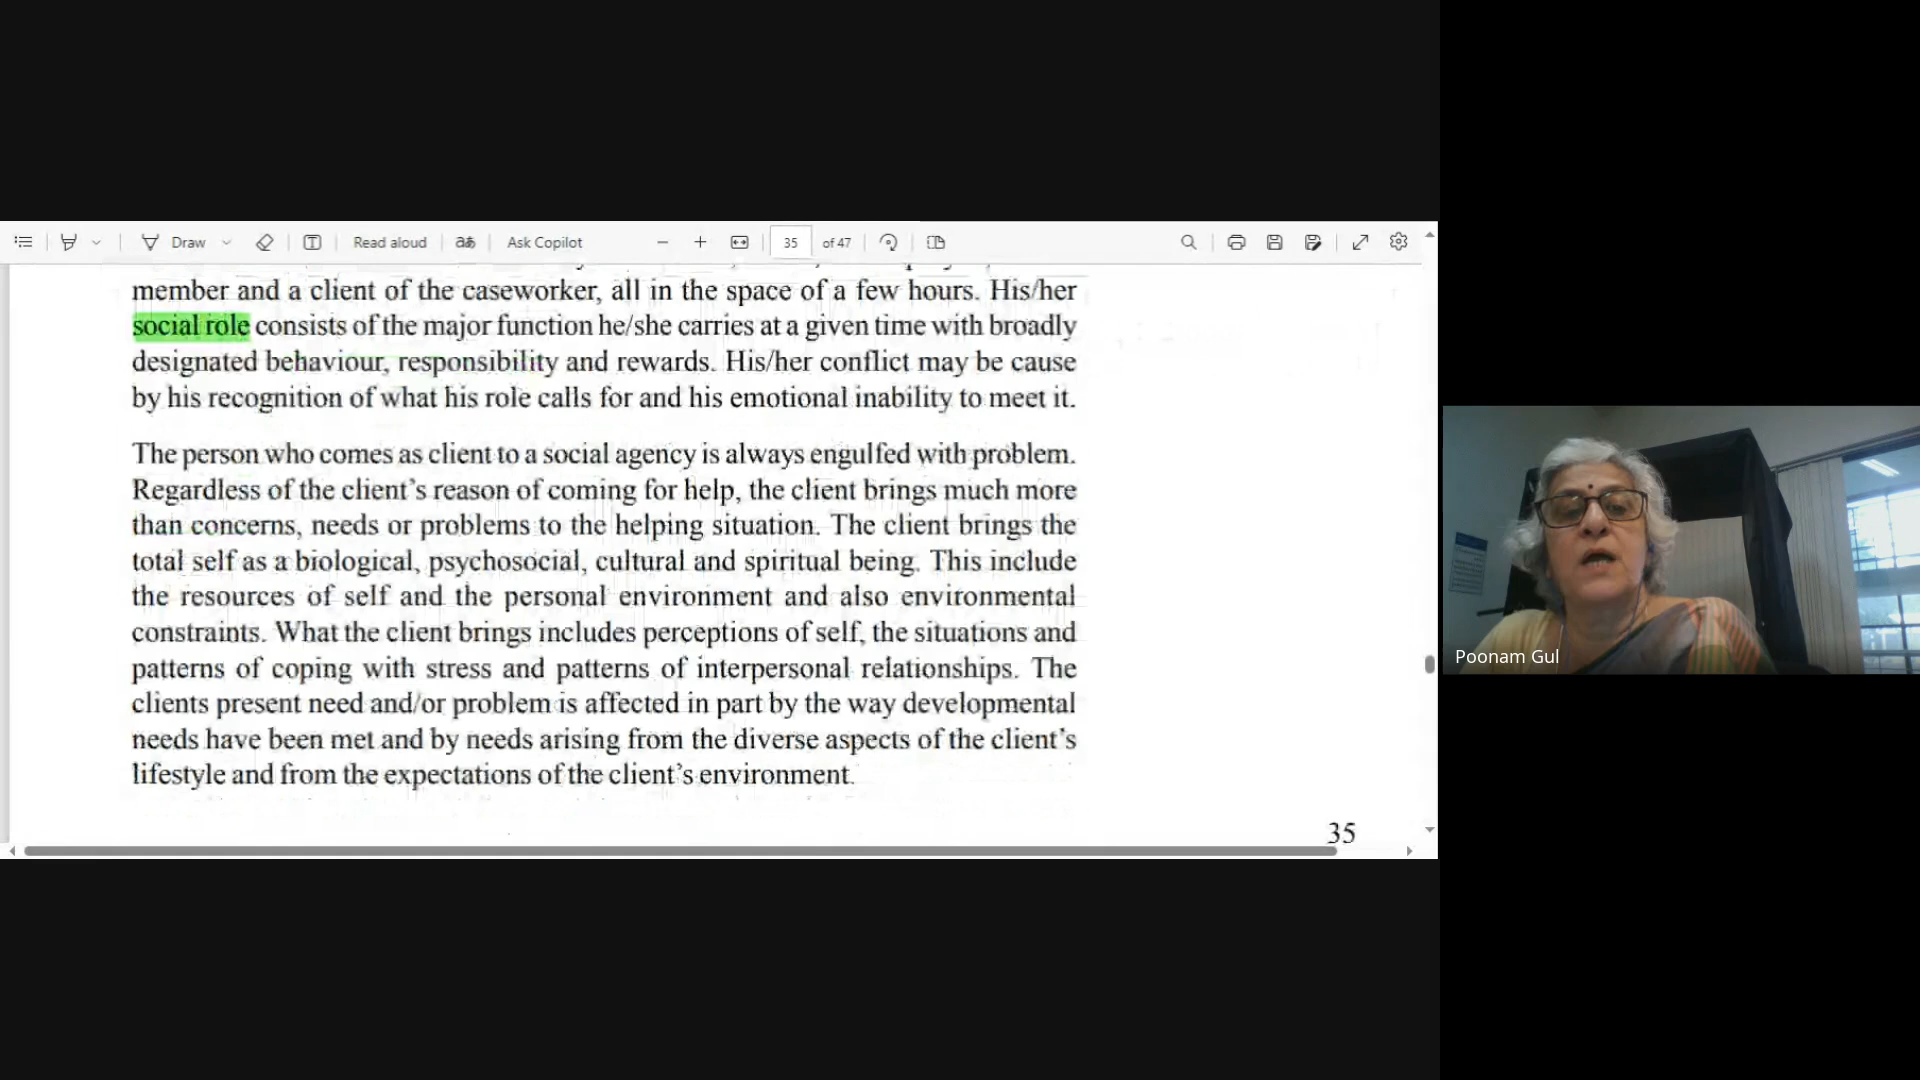 Draw
Read aloud
Ask Copilot
35 of 47
member and a client of the caseworker, all in the space of a few hours. His/her
social role consists of the major function he/she carries at a given time with broadly
designated behaviour, responsibility and rewards. His/her conflict may be cause
by his recognition of what his role calls for and his emotional inability to meet it.
The person who comes as client to a social agency is always engulfed with problem.
Regardless of the client's reason of coming for help, the client brings much more
than concerns, needs or problems to the helping situation. The client brings the
total self as a biological, psychosocial, cultural and spiritual being. This include
the resources of self and the personal environment and also environmental
constraints. What the client brings includes perceptions of self, the situations and
patterns of coping with stress and patterns of interpersonal relationships. The
clients present need and/or problem is affected in part by the way developmental
needs have been met and by needs arising from the diverse aspects of the client's
lifestyle and from the expectations of the client's environment.
35
Poonam Gul